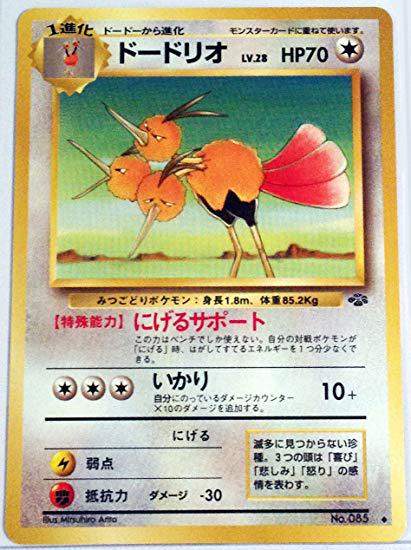 1進化 ドードーから進化 モンスターカードに重ねて使います。
ドードリオ LV.28 HP70
みつごどりポケモン：身長1.8m、体重85.2Kg
【特殊能力】にげるサポート
この力はベンチでしか使えない。自分の対戦ポケモンが
「にげる」時、はがしてすてるエネルギーを1つ分少なくで
きる。
いかり 10+
自分にのっているダメージカウンター
×10のダメージを追加する。
にげる
弱点
抵抗力 ダメージ -30
滅多に見つからない珍
種。3つの頭は「喜び」
「悲しみ」「怒り」の感
情を表わす。
Illus. Mitsuhiro Arita No.085